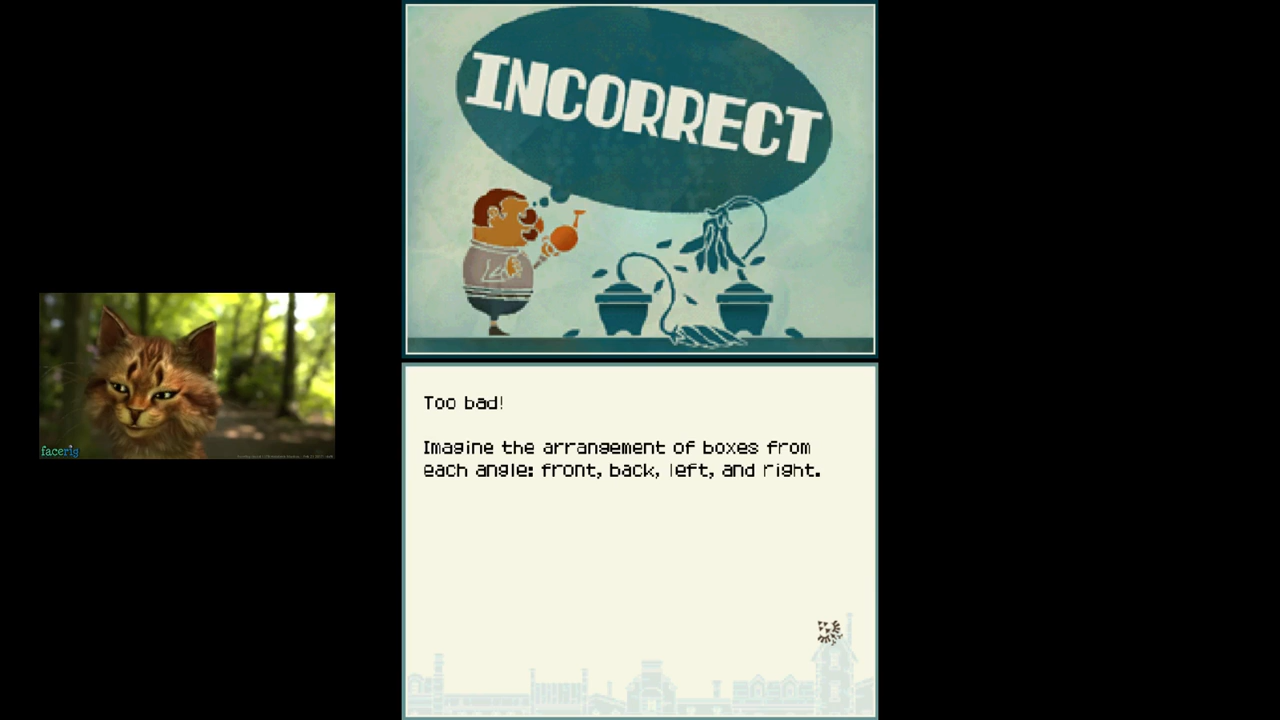 INCORRECT
Too bad!
Imagine the arrangement of boxes from
each angle: front, back, left, and right.
facerig